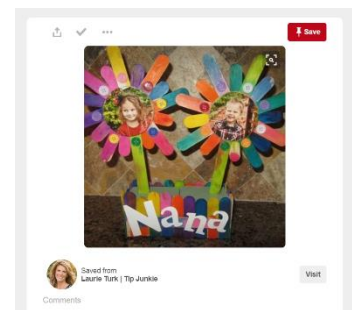 Save
Nana
Saved from
Laurie Turk | Tip Junkie
Visit
Comments